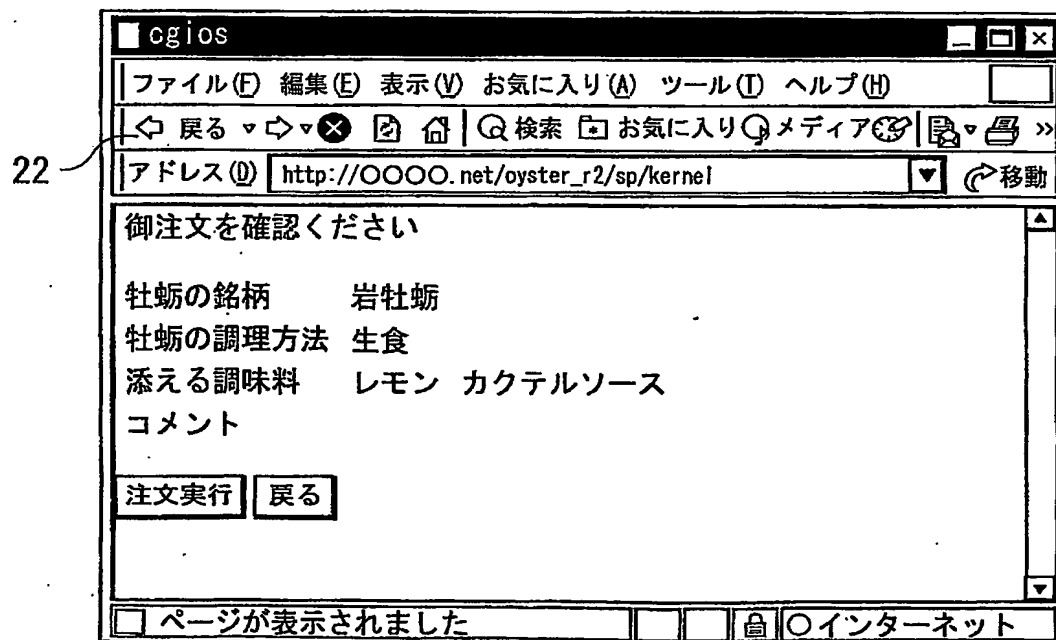 cgios
ファイル(F) 編集(E) 表示(V) お気に入り(A) ツール(T) ヘルプ(H)
戻る 検索 お気に入り メディア »
22
アドレス(D) http://○○○○.net/oyster_r2/sp/kernel 移動
御注文を確認ください
牡蛎の銘柄 岩牡蛎
牡蛎の調理方法 生食
添える調味料 レモン カクテルソース
コメント
注文実行 戻る
ページが表示されました ○インターネット